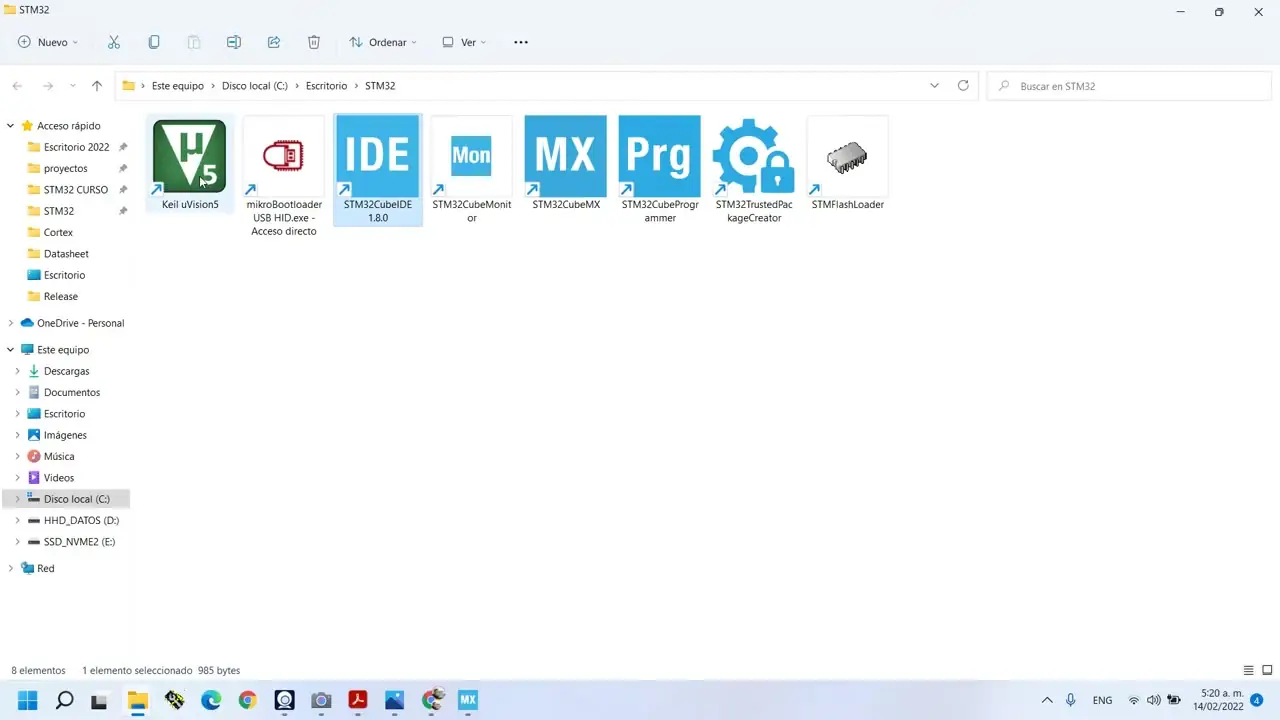 STM32
Nuevo
Ordenar
Ver
Este equipo
Disco local (C:)
Escritorio
STM32
Buscar en STM32
Acceso rápido
Escritorio 2022
proyectos
STM32 CURSO
STM32
Cortex
Datasheet
Escritorio
Release
OneDrive - Personal
Este equipo
Descargas
Documentos
Escritorio
Imágenes
Música
Videos
Disco local (C:)
HHD_DATOS (D:)
SSD_NVME2 (E:)
Red
µ
5
Keil uVision5
mikroBootloader
USB HID.exe -
Acceso directo
IDE
STM32CubeIDE
1.8.0
Mon
STM32CubeMonit
or
MX
STM32CubeMX
Prg
STM32CubeProgr
ammer
STM32TrustedPac
kageCreator
STMFlashLoader
8 elementos
1 elemento seleccionado
985 bytes
MX
ENG
5:20 a. m.
14/02/2022
4